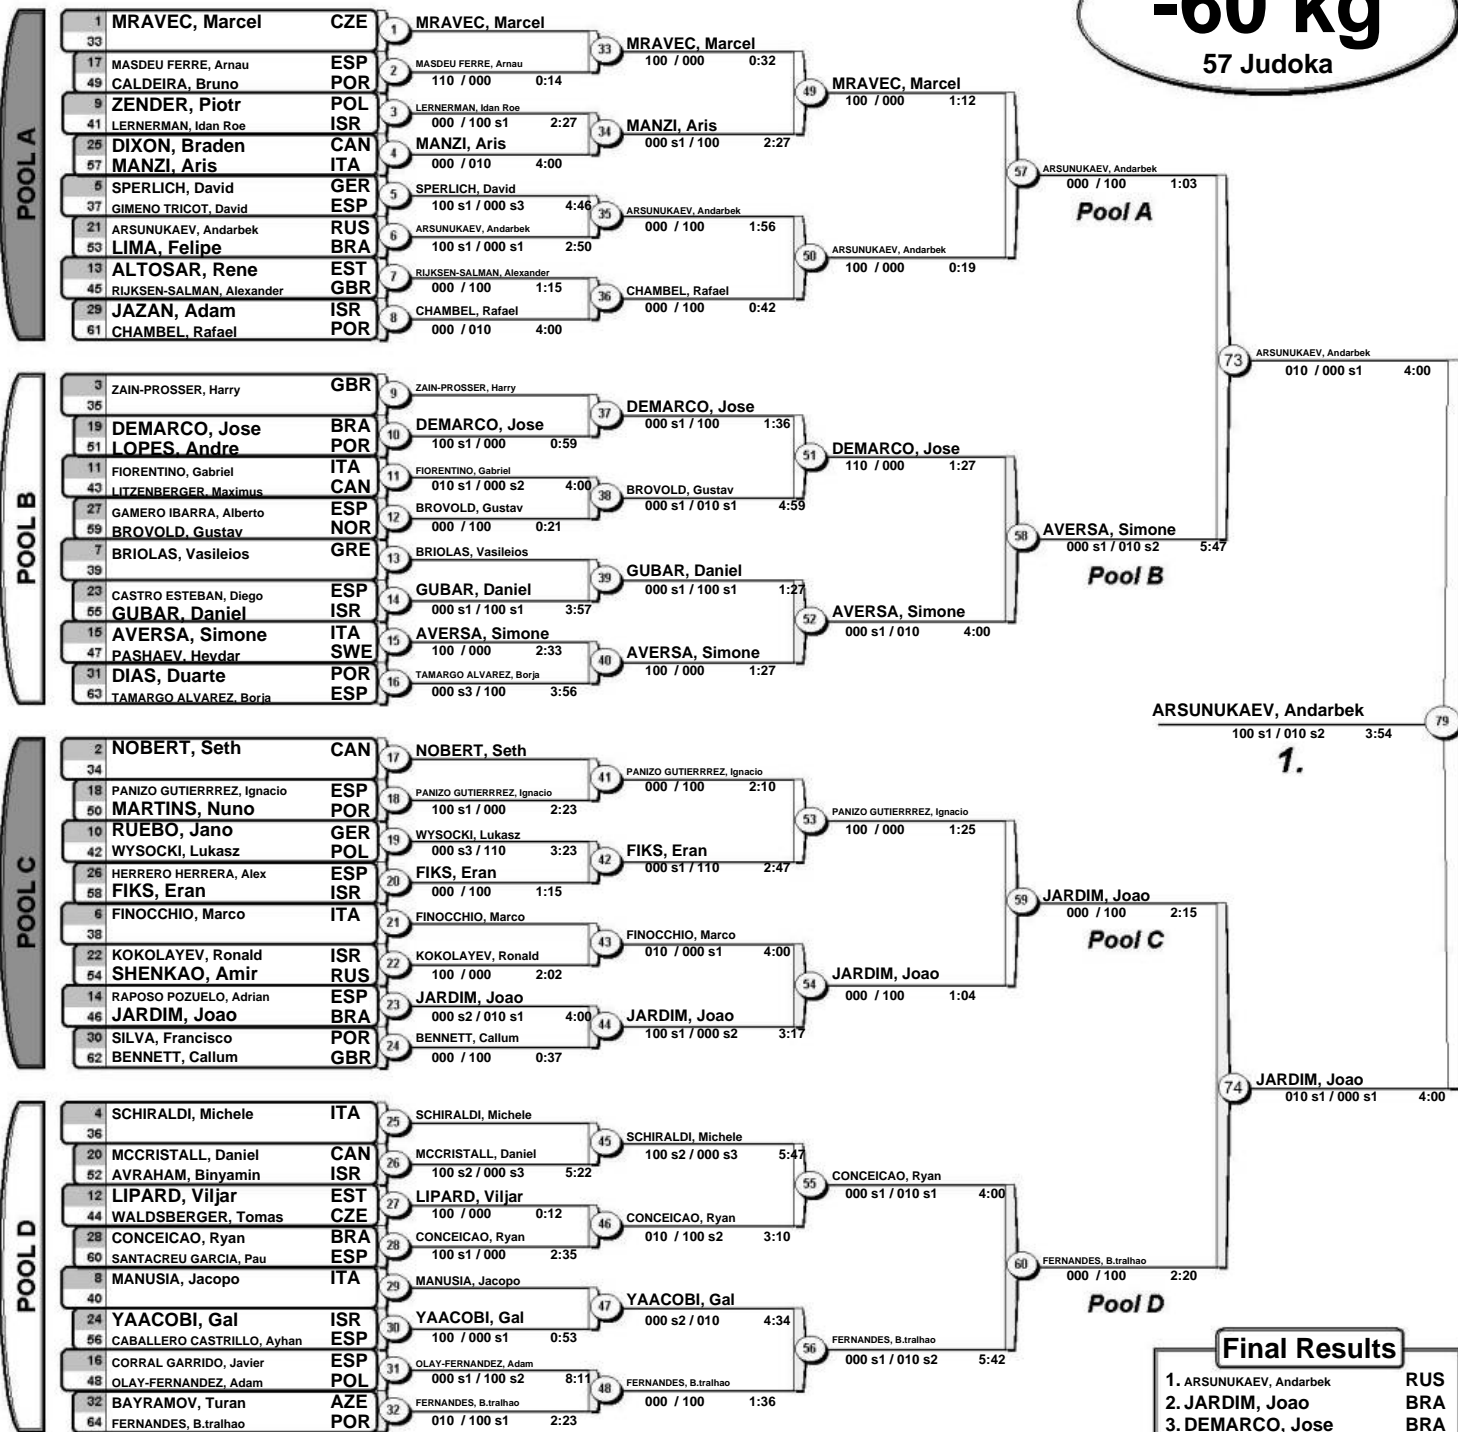 -60 kg
57 Judoka
POOL A
1 MRAVEC, Marcel CZE
33
17 MASDEU FERRE, Arnau ESP
49 CALDEIRA, Bruno POR
9 ZENDER, Piotr POL
41 LERNERMAN, Idan Roe ISR
25 DIXON, Braden CAN
57 MANZI, Aris ITA
5 SPERLICH, David GER
37 GIMENO TRICOT, David ESP
21 ARSUNUKAEV, Andarbek RUS
53 LIMA, Felipe BRA
13 ALTOSAR, Rene EST
45 RIJKSEN-SALMAN, Alexander GBR
29 JAZAN, Adam ISR
61 CHAMBEL, Rafael POR
1 MRAVEC, Marcel
2 MASDEU FERRE, Arnau
110 / 000 0:14
3 LERNERMAN, Idan Roe
000 / 100 s1 2:27
4 MANZI, Aris
000 / 010 4:00
5 SPERLICH, David
100 s1 / 000 s3 4:46
6 ARSUNUKAEV, Andarbek
100 s1 / 000 s1 2:50
7 RIJKSEN-SALMAN, Alexander
000 / 100 1:15
8 CHAMBEL, Rafael
000 / 010 4:00
33 MRAVEC, Marcel
100 / 000 0:32
34 MANZI, Aris
000 s1 / 100 2:27
35 ARSUNUKAEV, Andarbek
000 / 100 1:56
36 CHAMBEL, Rafael
000 / 100 0:42
49 MRAVEC, Marcel
100 / 000 1:12
50 ARSUNUKAEV, Andarbek
100 / 000 0:19
57 ARSUNUKAEV, Andarbek
000 / 100 1:03
Pool A
POOL B
3 ZAIN-PROSSER, Harry GBR
35
19 DEMARCO, Jose BRA
51 LOPES, Andre POR
11 FIORENTINO, Gabriel ITA
43 LITZENBERGER, Maximus CAN
27 GAMERO IBARRA, Alberto ESP
59 BROVOLD, Gustav NOR
7 BRIOLAS, Vasileios GRE
39
23 CASTRO ESTEBAN, Diego ESP
55 GUBAR, Daniel ISR
15 AVERSA, Simone ITA
47 PASHAEV, Heydar SWE
31 DIAS, Duarte POR
63 TAMARGO ALVAREZ, Borja ESP
9 ZAIN-PROSSER, Harry
10 DEMARCO, Jose
100 s1 / 000 0:59
11 FIORENTINO, Gabriel
010 s1 / 000 s2 4:00
12 BROVOLD, Gustav
000 / 100 0:21
13 BRIOLAS, Vasileios
14 GUBAR, Daniel
000 s1 / 100 s1 3:57
15 AVERSA, Simone
100 / 000 2:33
16 TAMARGO ALVAREZ, Borja
000 s3 / 100 3:56
37 DEMARCO, Jose
000 s1 / 100 1:36
38 BROVOLD, Gustav
000 s1 / 010 s1 4:59
39 GUBAR, Daniel
000 s1 / 100 s1 1:27
40 AVERSA, Simone
100 / 000 1:27
51 DEMARCO, Jose
110 / 000 1:27
52 AVERSA, Simone
000 s1 / 010 4:00
58 AVERSA, Simone
000 s1 / 010 s2 5:47
Pool B
73 ARSUNUKAEV, Andarbek
010 / 000 s1 4:00
ARSUNUKAEV, Andarbek 79
100 s1 / 010 s2 3:54
1.
POOL C
2 NOBERT, Seth CAN
34
18 PANIZO GUTIERRREZ, Ignacio ESP
50 MARTINS, Nuno POR
10 RUEBO, Jano GER
42 WYSOCKI, Lukasz POL
26 HERRERO HERRERA, Alex ESP
58 FIKS, Eran ISR
6 FINOCCHIO, Marco ITA
38
22 KOKOLAYEV, Ronald ISR
54 SHENKAO, Amir RUS
14 RAPOSO POZUELO, Adrian ESP
46 JARDIM, Joao BRA
30 SILVA, Francisco POR
62 BENNETT, Callum GBR
17 NOBERT, Seth
18 PANIZO GUTIERRREZ, Ignacio
100 s1 / 000 2:23
19 WYSOCKI, Lukasz
000 s3 / 110 3:23
20 FIKS, Eran
000 / 100 1:15
21 FINOCCHIO, Marco
22 KOKOLAYEV, Ronald
100 / 000 2:02
23 JARDIM, Joao
000 s2 / 010 s1 4:00
24 BENNETT, Callum
000 / 100 0:37
41 PANIZO GUTIERRREZ, Ignacio
000 / 100 2:10
42 FIKS, Eran
000 s1 / 110 2:47
43 FINOCCHIO, Marco
010 / 000 s1 4:00
44 JARDIM, Joao
100 s1 / 000 s2 3:17
53 PANIZO GUTIERRREZ, Ignacio
100 / 000 1:25
54 JARDIM, Joao
000 / 100 1:04
59 JARDIM, Joao
000 / 100 2:15
Pool C
POOL D
4 SCHIRALDI, Michele ITA
36
20 MCCRISTALL, Daniel CAN
52 AVRAHAM, Binyamin ISR
12 LIPARD, Viljar EST
44 WALDSBERGER, Tomas CZE
28 CONCEICAO, Ryan BRA
60 SANTACREU GARCIA, Pau ESP
8 MANUSIA, Jacopo ITA
40
24 YAACOBI, Gal ISR
56 CABALLERO CASTRILLO, Ayhan ESP
16 CORRAL GARRIDO, Javier ESP
48 OLAY-FERNANDEZ, Adam POL
32 BAYRAMOV, Turan AZE
64 FERNANDES, B.tralhao POR
25 SCHIRALDI, Michele
26 MCCRISTALL, Daniel
100 s2 / 000 s3 5:22
27 LIPARD, Viljar
100 / 000 0:12
28 CONCEICAO, Ryan
100 s1 / 000 2:35
29 MANUSIA, Jacopo
30 YAACOBI, Gal
100 / 000 s1 0:53
31 OLAY-FERNANDEZ, Adam
000 s1 / 100 s2 8:11
32 FERNANDES, B.tralhao
010 / 100 s1 2:23
45 SCHIRALDI, Michele
100 s2 / 000 s3 5:47
46 CONCEICAO, Ryan
010 / 100 s2 3:10
47 YAACOBI, Gal
000 s2 / 010 4:34
48 FERNANDES, B.tralhao
000 / 100 1:36
55 CONCEICAO, Ryan
000 s1 / 010 s1 4:00
56 FERNANDES, B.tralhao
000 s1 / 010 s2 5:42
60 FERNANDES, B.tralhao
000 / 100 2:20
Pool D
74 JARDIM, Joao
010 s1 / 000 s1 4:00
Final Results
1. ARSUNUKAEV, Andarbek RUS
2. JARDIM, Joao BRA
3. DEMARCO, Jose BRA